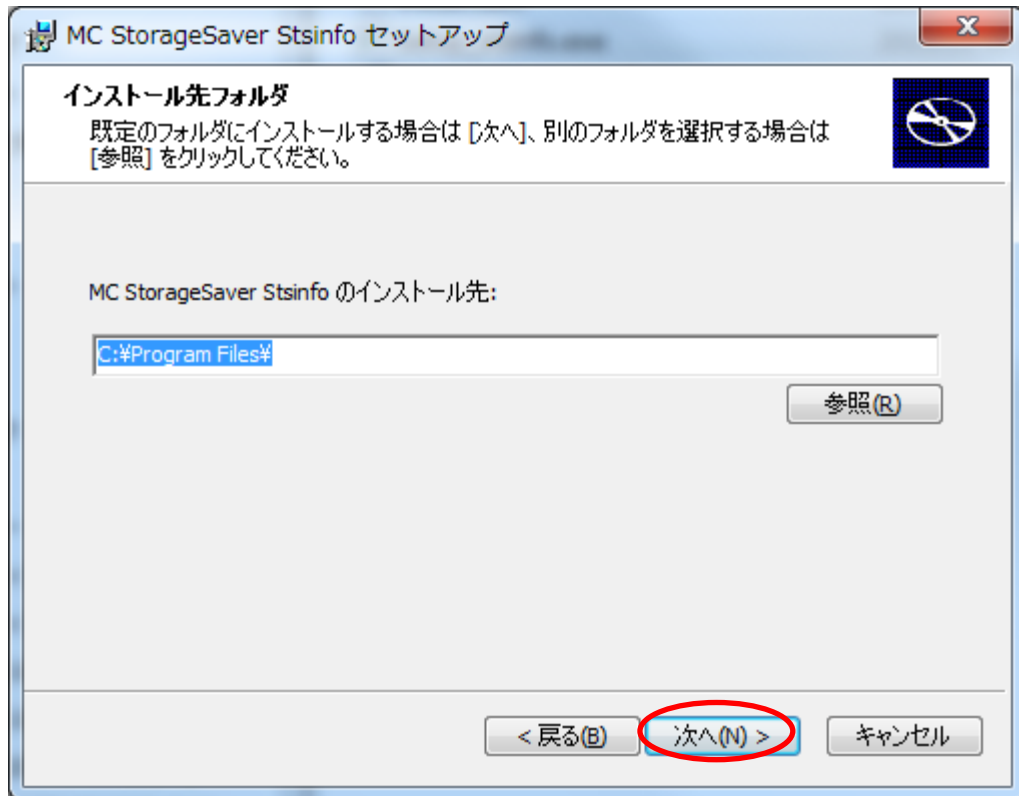 MC StorageSaver Stsinfo セットアップ
インストール先フォルダ
既定のフォルダにインストールする場合は [次へ]、別のフォルダを選択する場合は
[参照] をクリックしてください。
MC StorageSaver Stsinfo のインストール先:
C:¥Program Files¥
参照(R)
< 戻る(B)
次へ(N) >
キャンセル